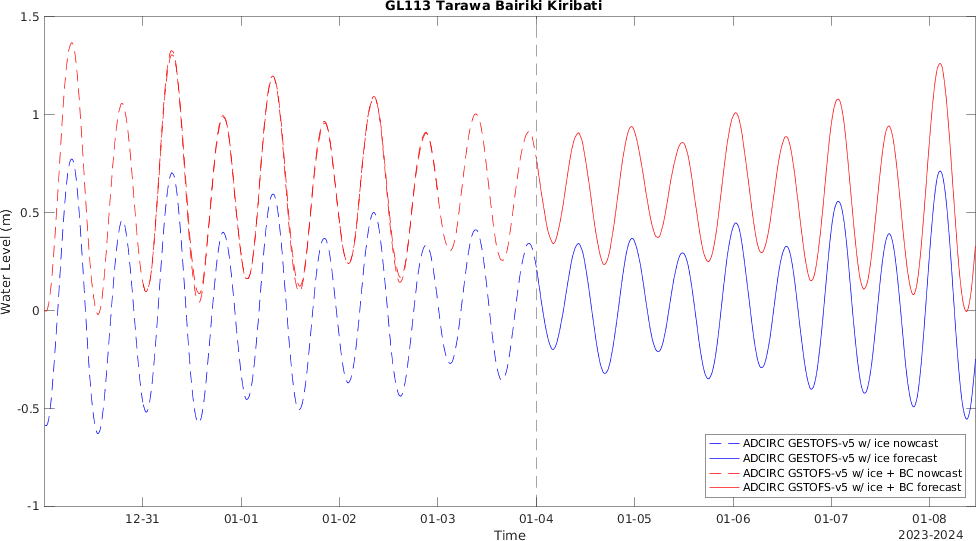 GL113 Tarawa Bairiki Kiribati
1.5
1
0.5
0
-0.5
-1
Water Level (m)
ADCIRC GESTOFS-v5 w/ ice nowcast
ADCIRC GESTOFS-v5 w/ ice forecast
ADCIRC GSTOFS-v5 w/ ice + BC nowcast
ADCIRC GSTOFS-v5 w/ ice + BC forecast
12-31 01-01 01-02 01-03 01-04 01-05 01-06 01-07 01-08
Time
2023-2024